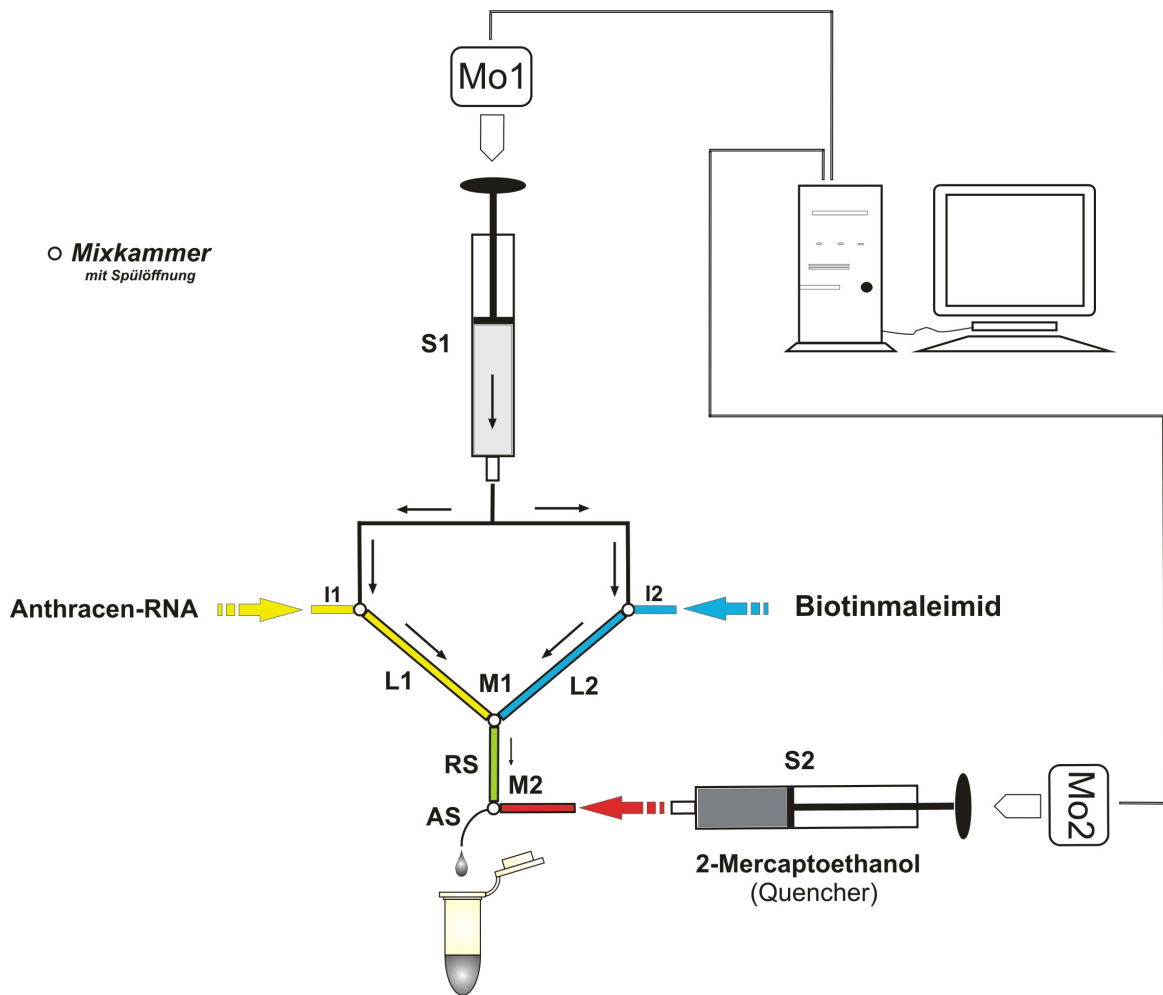 Mo1
Mixkammer
mit Spülöffnung
S1
I1
I2
Anthracen-RNA
Biotinmaleimid
L1
M1
L2
RS
M2
S2
AS
Mo2
2-Mercaptoethanol
(Quencher)